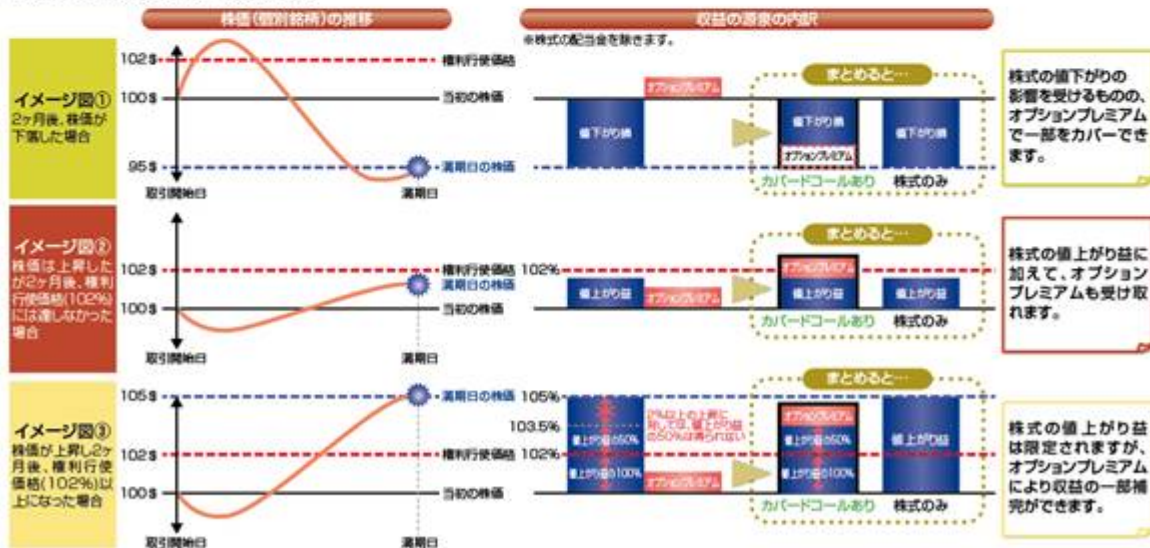 株価(個別銘柄)の推移
収益の源泉の内訳
※株式の配当金を除きます。
イメージ図①
2ヶ月後、株価が
下落した場合
102$
権利行使価格
100$
当初の株価
95$
満期日の株価
取引開始日
満期日
オプションプレミアム
値下がり損
まとめると…
値下がり損
オプションプレミアム
カバードコールあり
値下がり損
株式のみ
株式の値下がりの
影響を受けるものの、
オプションプレミアム
で一部をカバーでき
ます。
イメージ図②
株価は上昇した
が2ヶ月後、権利
行使価格(102%)
には達しなかった
場合
102$
権利行使価格
満期日の株価
100$
当初の株価
取引開始日
満期日
102%
値上がり益
オプションプレミアム
まとめると…
オプションプレミアム
値上がり益
カバードコールあり
値上がり益
株式のみ
株式の値上がり益に
加えて、オプション
プレミアムも受け取
れます。
イメージ図③
株価が上昇し2ヶ
月後、権利行使
価格(102%)以
上になった場合
105$
満期日の株価
102$
権利行使価格
100$
当初の株価
取引開始日
満期日
105%
103.5%
102%
値上がり益の50%
値上がり益の100%
2%以上の上昇に
対しては、値上がり益
の50%は得られない
オプションプレミアム
まとめると…
オプションプレミアム
値上がり益の50%
値上がり益の100%
カバードコールあり
値上がり益
株式のみ
株式の値上がり益
は限定されますが、
オプションプレミアム
により収益の一部補
完ができます。